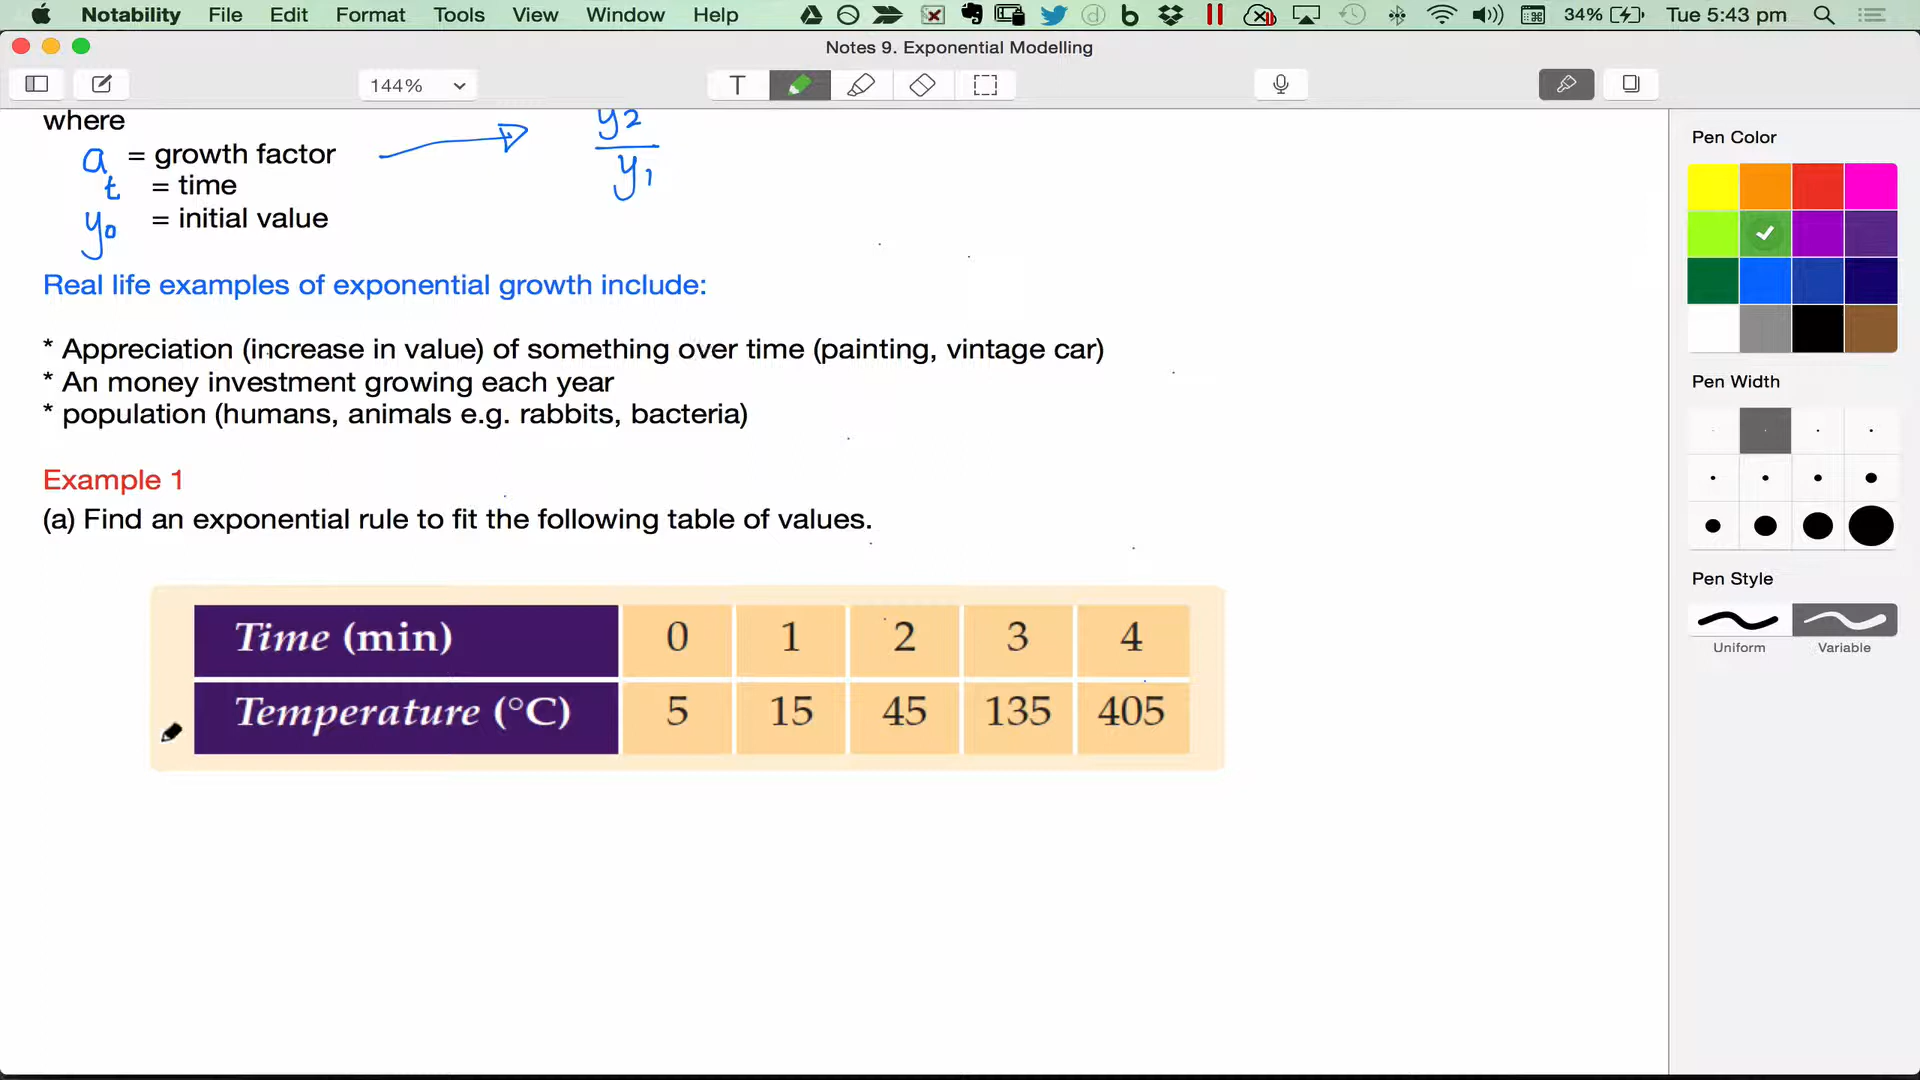 Notability File Edit Format Tools View Window Help 34% Tue 5:43 pm
Notes 9. Exponential Modelling
144% T
where
a = growth factor
t = time
y₀ = initial value
y₂
y₁
Real life examples of exponential growth include:
* Appreciation (increase in value) of something over time (painting, vintage car)
* An money investment growing each year
* population (humans, animals e.g. rabbits, bacteria)
Example 1
(a) Find an exponential rule to fit the following table of values.
Time (min) 0 1 2 3 4
Temperature (°C) 5 15 45 135 405
Pen Color
Pen Width
Pen Style
Uniform Variable